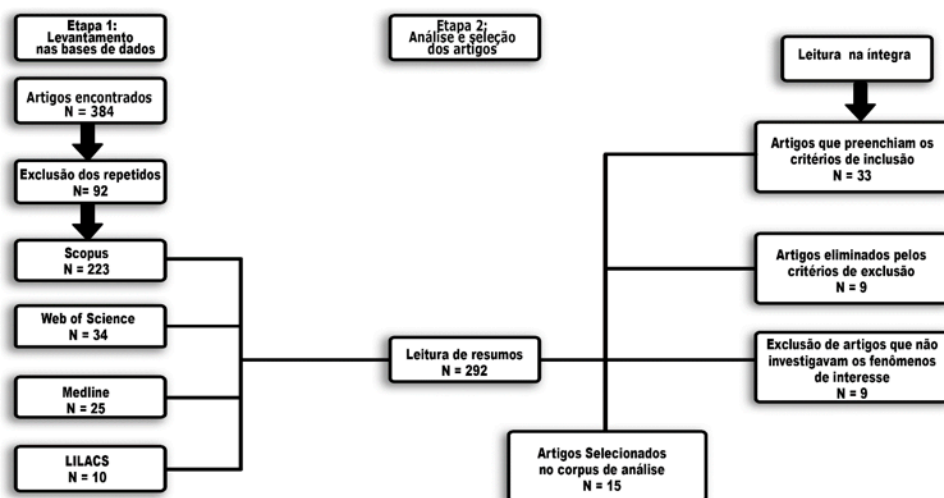 Etapa 1:
Levantamento
nas bases de dados
Artigos encontrados
N = 384
Exclusão dos repetidos
N= 92
Scopus
N = 223
Web of Science
N = 34
Medline
N = 25
LILACS
N = 10
Etapa 2:
Análise e seleção
dos artigos
Leitura de resumos
N = 292
Artigos Selecionados
no corpus de análise
N = 15
Leitura na íntegra
Artigos que preenchiam os
critérios de inclusão
N = 33
Artigos eliminados pelos
critérios de exclusão
N = 9
Exclusão de artigos que não
investigavam os fenômenos
de interesse
N = 9